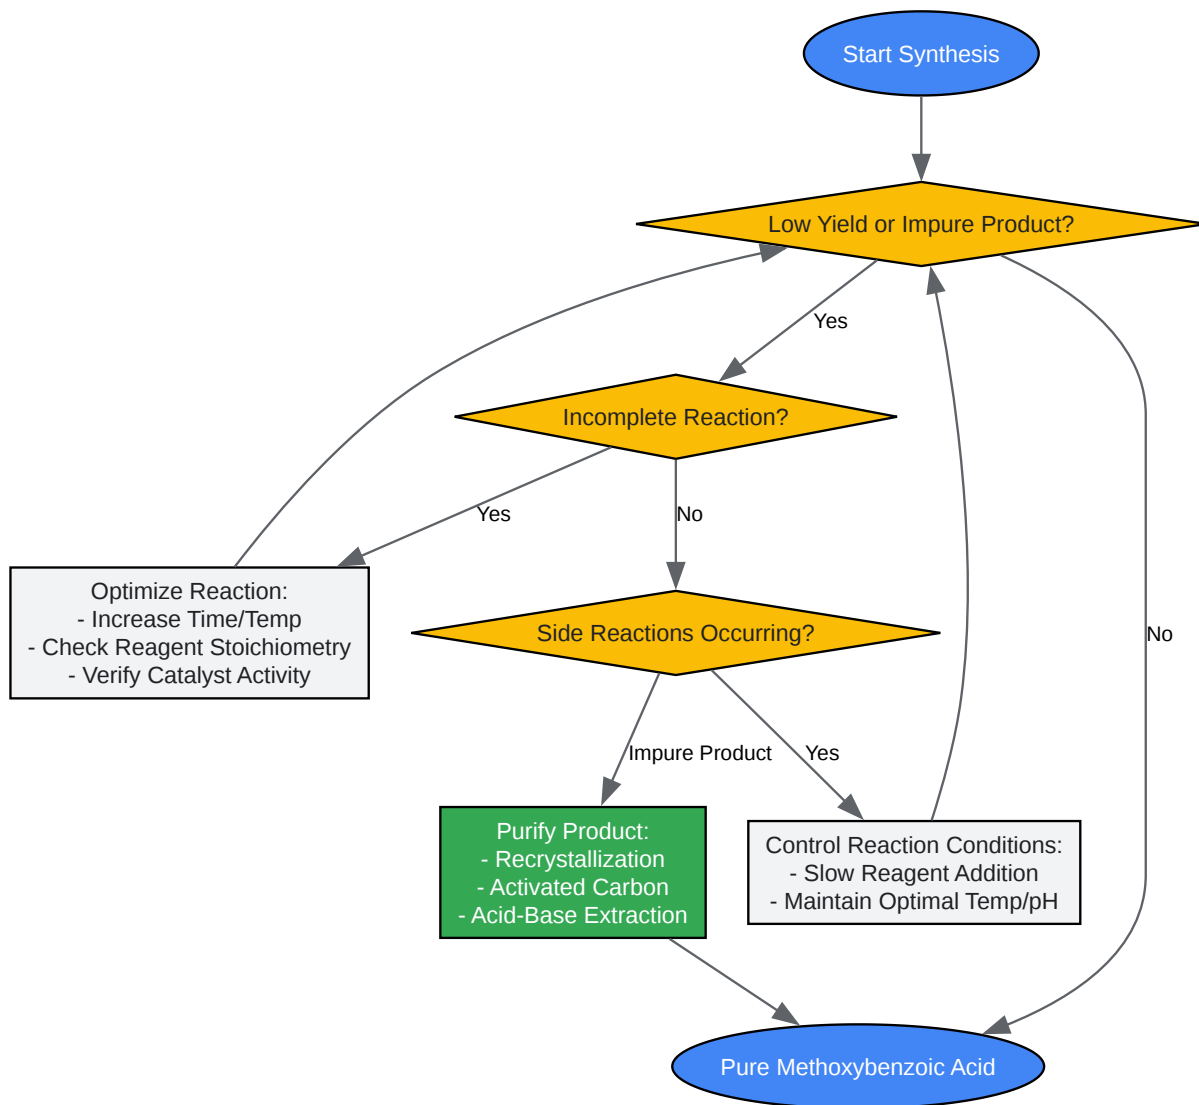 Start Synthesis
Low Yield or Impure Product?
Yes
Incomplete Reaction?
Yes
No
Optimize Reaction:
- Increase Time/Temp
- Check Reagent Stoichiometry
- Verify Catalyst Activity
Side Reactions Occurring?
No
Impure Product
Yes
Purify Product:
- Recrystallization
- Activated Carbon
- Acid-Base Extraction
Control Reaction Conditions:
- Slow Reagent Addition
- Maintain Optimal Temp/pH
Pure Methoxybenzoic Acid